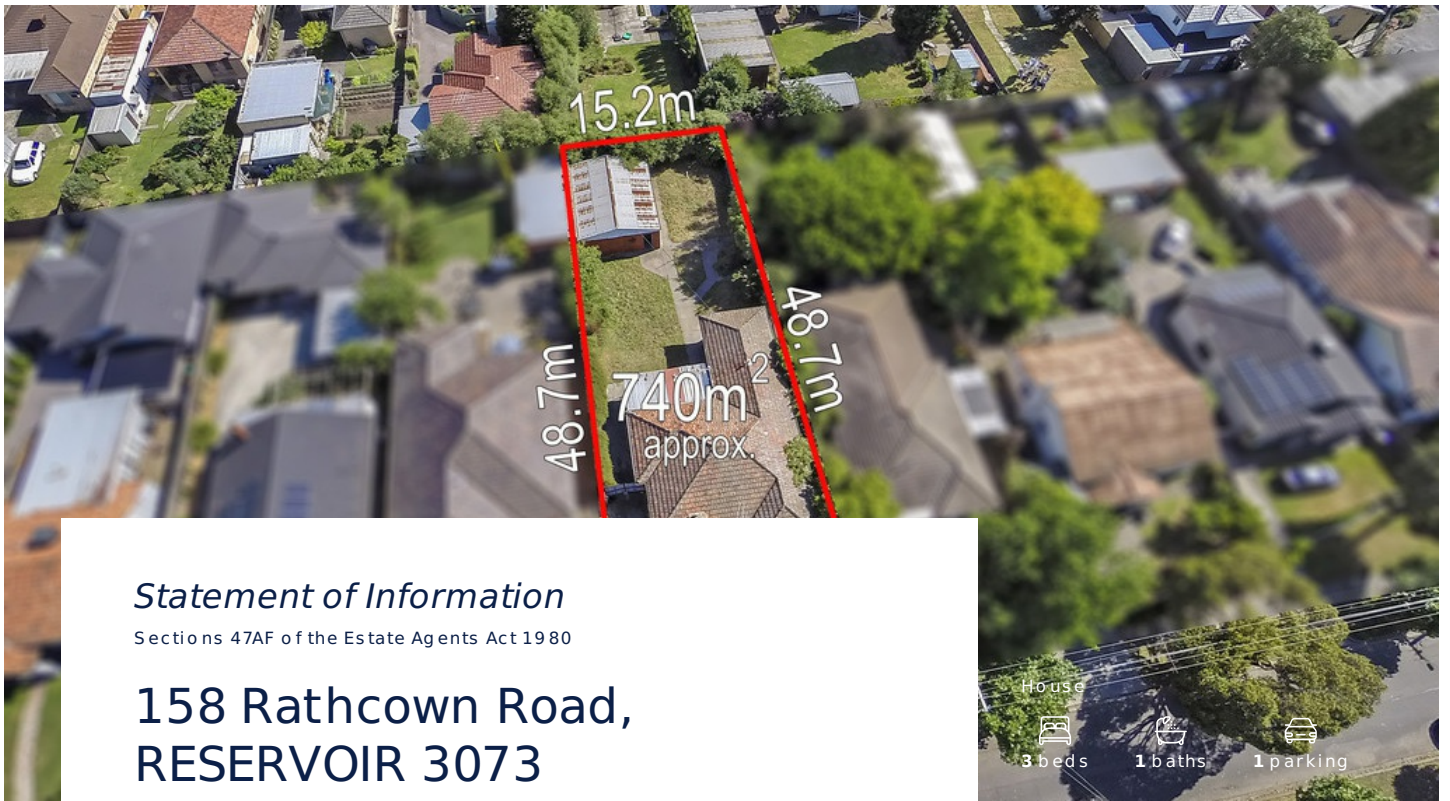 15.2m
48.7m
48.7m
740m²
approx.
Statement of Information
Sections 47AF of the Estate Agents Act 1980
158 Rathcown Road,
RESERVOIR 3073
House
3 beds
1 baths
1 parking